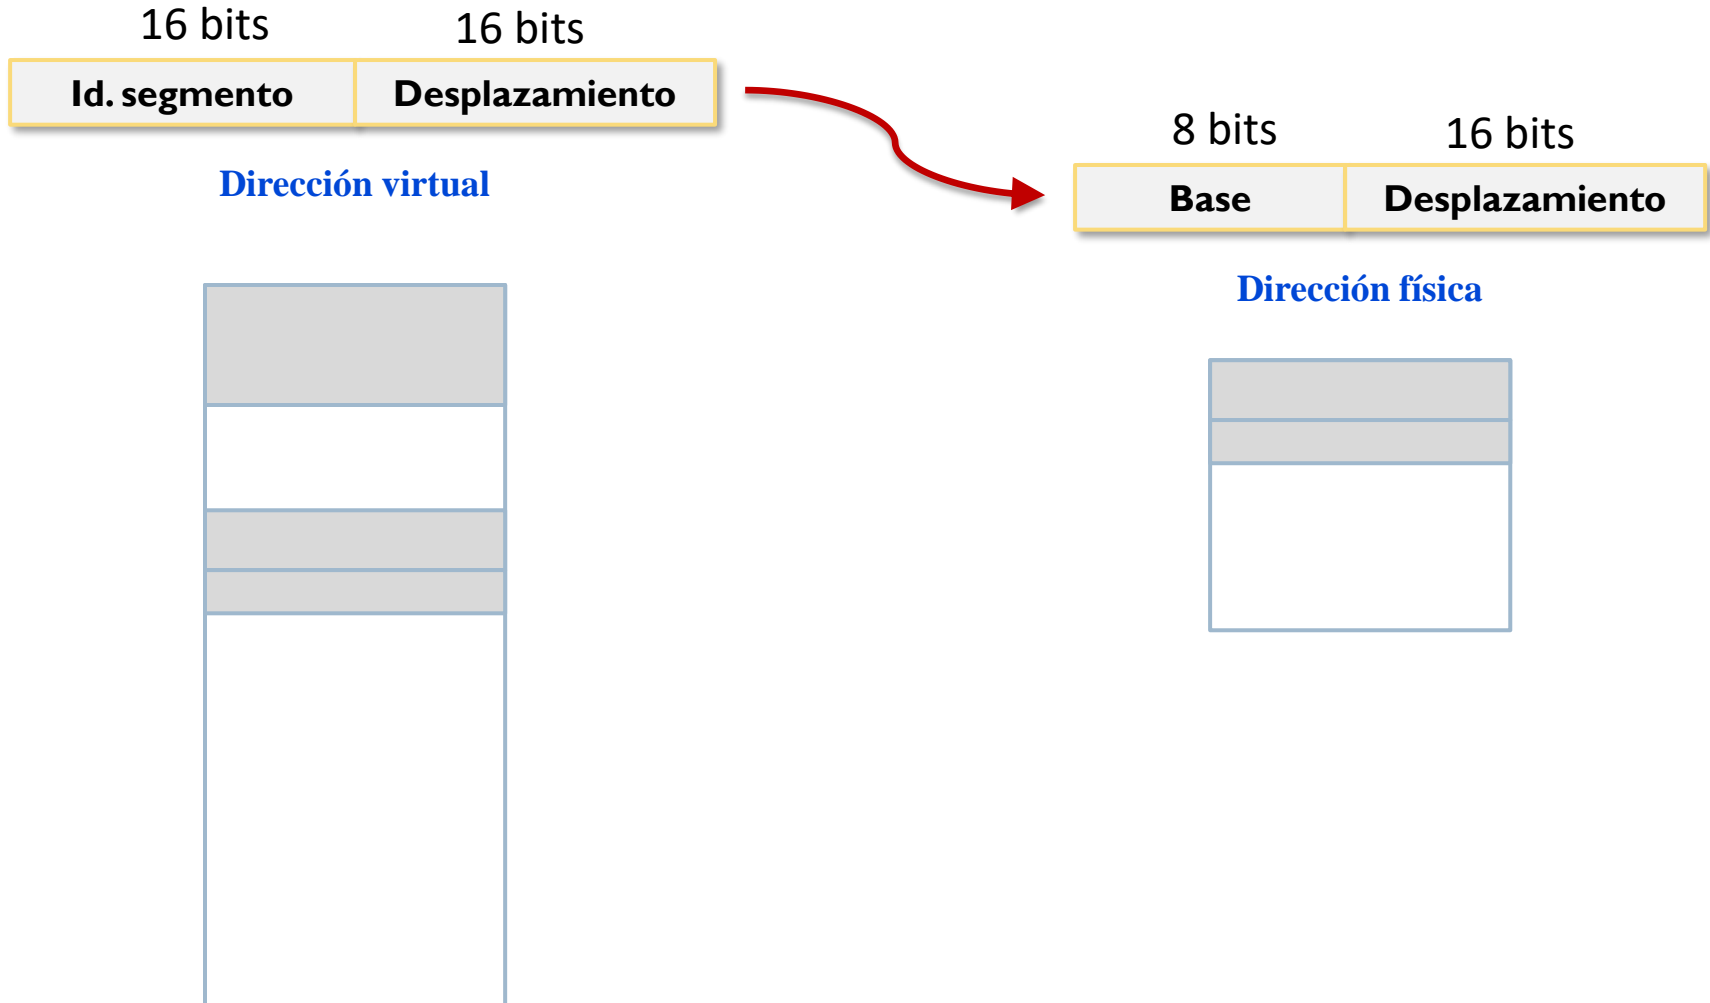 16 bits 16 bits
Id. segmento Desplazamiento
Dirección virtual
8 bits 16 bits
Base Desplazamiento
Dirección física